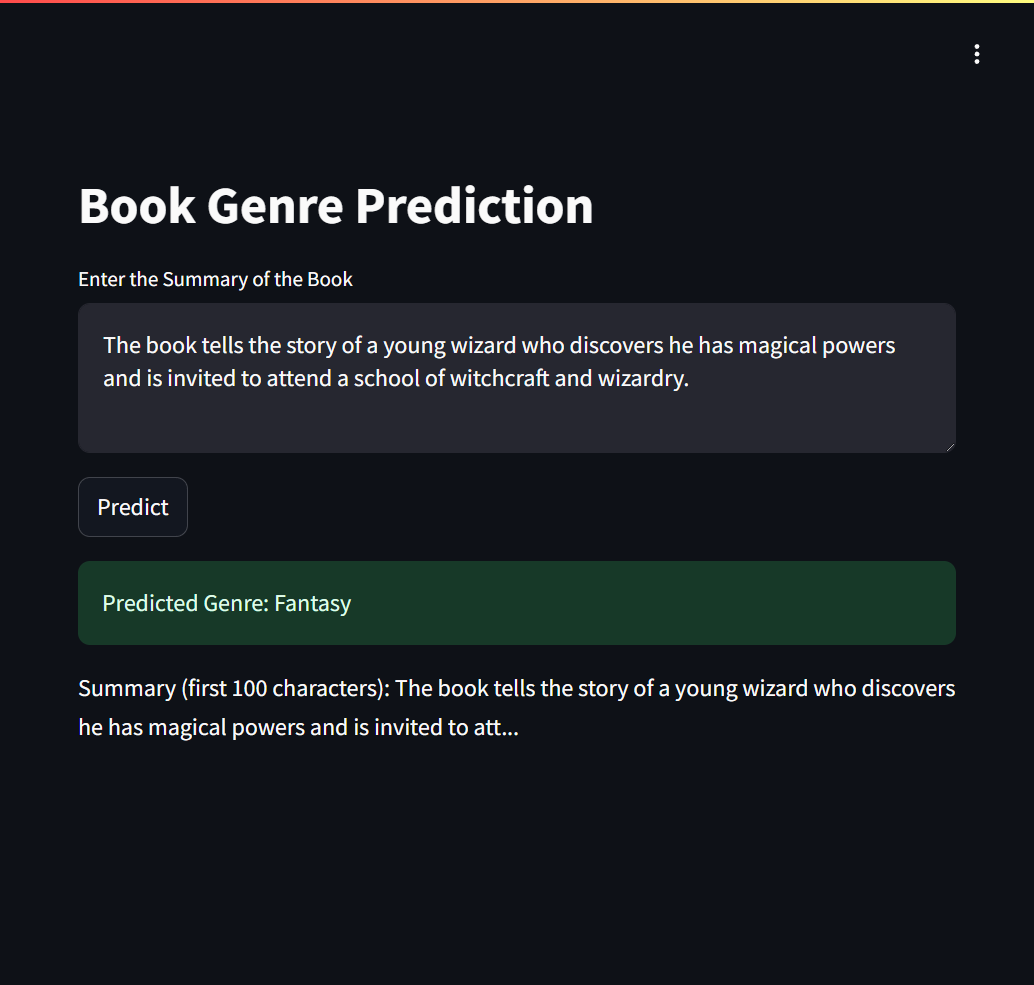 Book Genre Prediction
Enter the Summary of the Book
The book tells the story of a young wizard who discovers he has magical powers
and is invited to attend a school of witchcraft and wizardry.
Predict
Predicted Genre: Fantasy
Summary (first 100 characters): The book tells the story of a young wizard who discovers
he has magical powers and is invited to att...